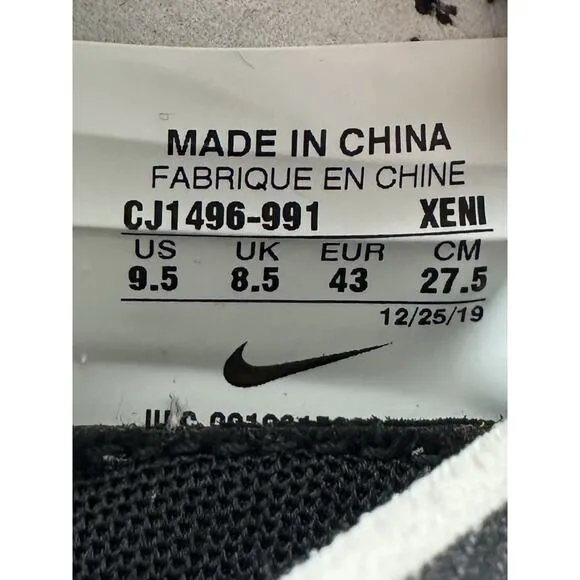 MADE IN CHINA
FABRIQUE EN CHINE
CJ1496-991 XENI
US UK EUR CM
9.5 8.5 43 27.5
12/25/19